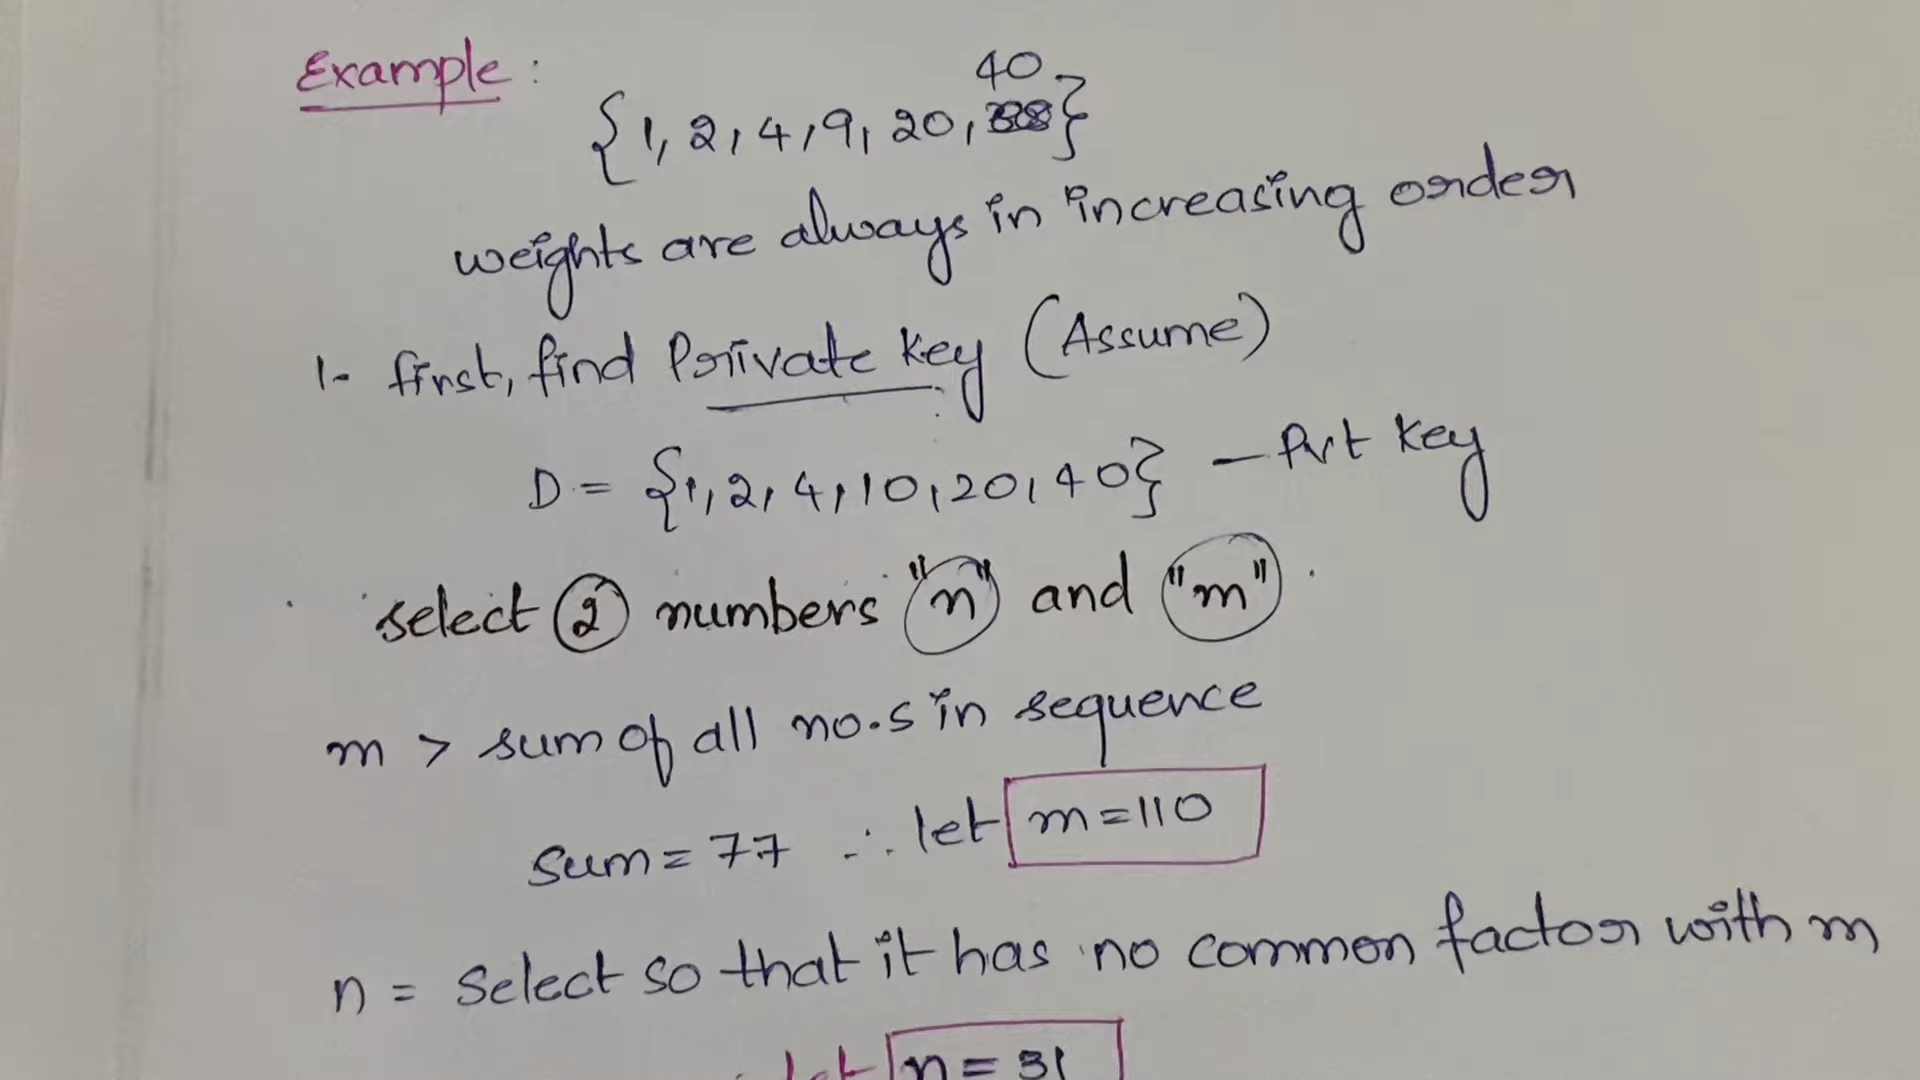 Example :
40
{1, 2, 4, 9, 20, }
weights are always in increasing order
1- first, find Private key (Assume)
D = {1, 2, 4, 10, 20, 40} - Pvt key
select 2 numbers "n" and "m"
m > sum of all no.s in sequence
sum = 77 ∴ let m = 110
n = select so that it has no common factor with m
let n = 31